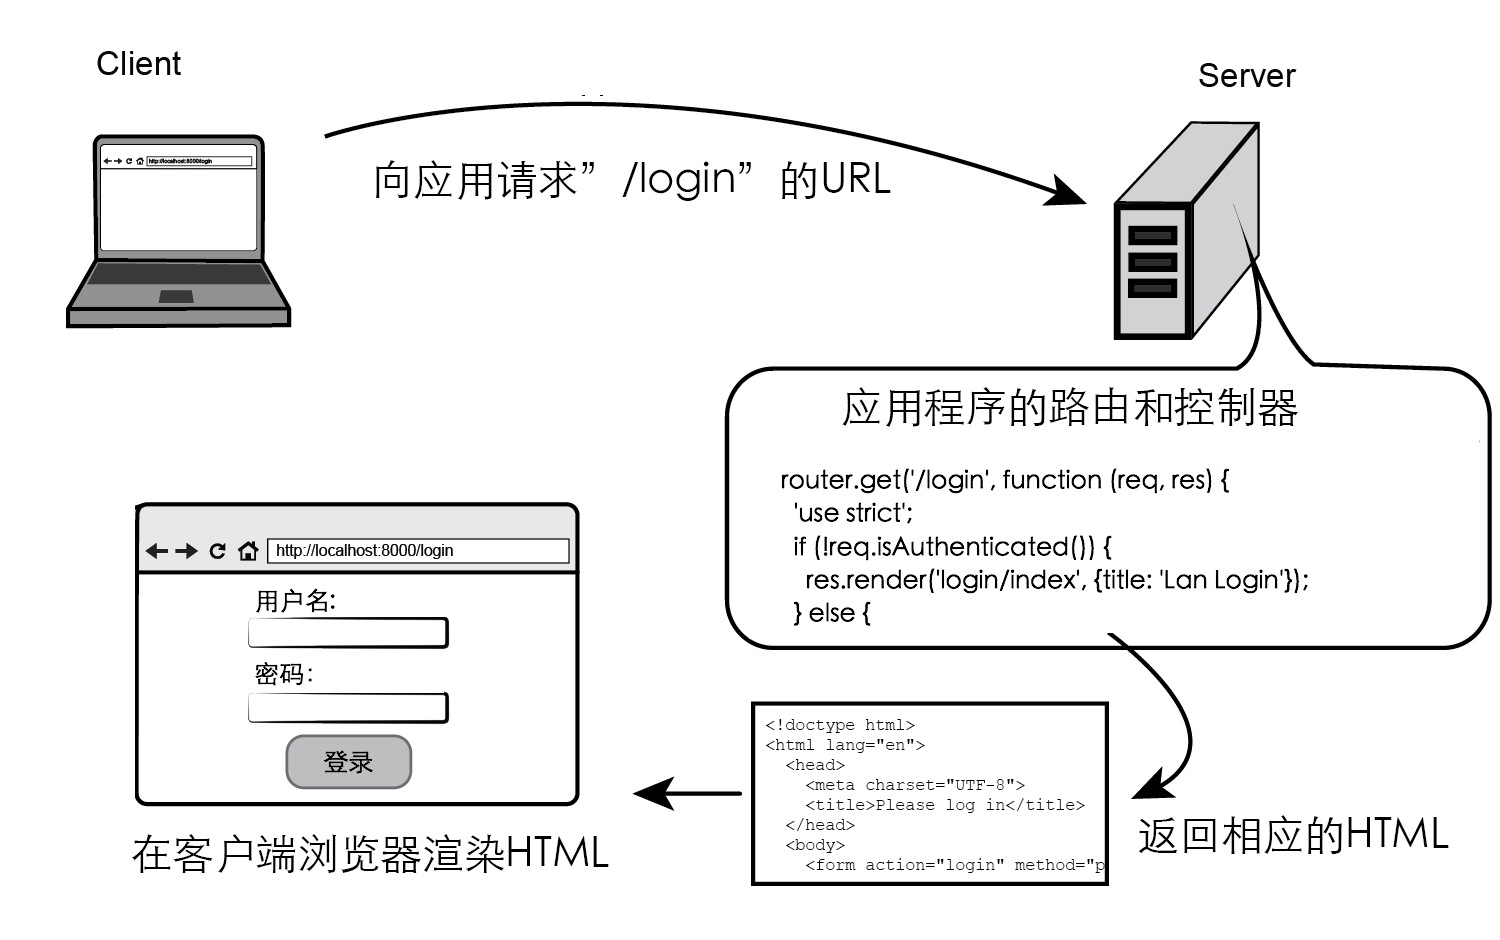 Client
Server
http://localhost:8000/login
向应用请求”/login”的URL
应用程序的路由和控制器
router.get('/login', function (req, res) {
'use strict';
if (!req.isAuthenticated()) {
res.render('login/index', {title: 'Lan Login'});
} else {
http://localhost:8000/login
用户名:
密码:
登录
在客户端浏览器渲染HTML
<!doctype html>
<html lang="en">
<head>
<meta charset="UTF-8">
<title>Please log in</title>
</head>
<body>
<form action="login" method="p
返回相应的HTML